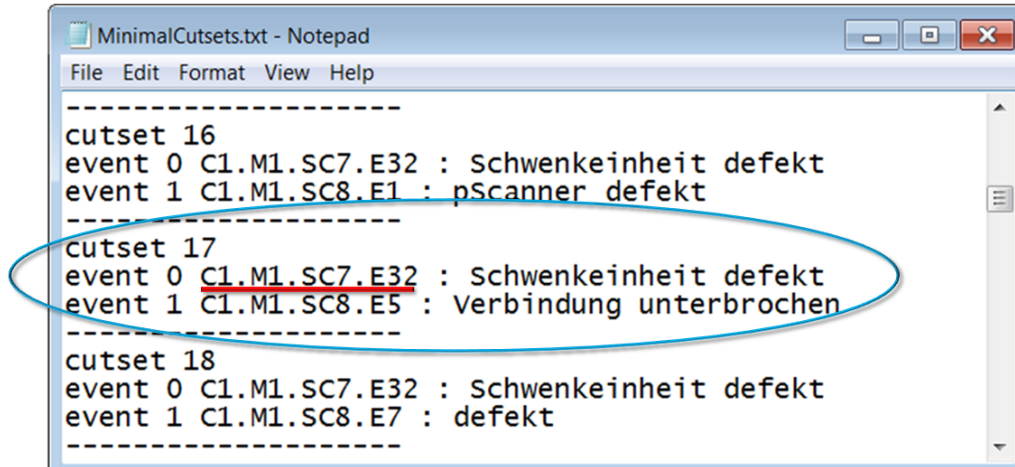 MinimalCutsets.txt - Notepad
File Edit Format View Help
--------------------
cutset 16
event 0 C1.M1.SC7.E32 : Schwenkeinheit defekt
event 1 C1.M1.SC8.E1 : pScanner defekt
--------------------
cutset 17
event 0 C1.M1.SC7.E32 : Schwenkeinheit defekt
event 1 C1.M1.SC8.E5 : Verbindung unterbrochen
--------------------
cutset 18
event 0 C1.M1.SC7.E32 : Schwenkeinheit defekt
event 1 C1.M1.SC8.E7 : defekt
--------------------